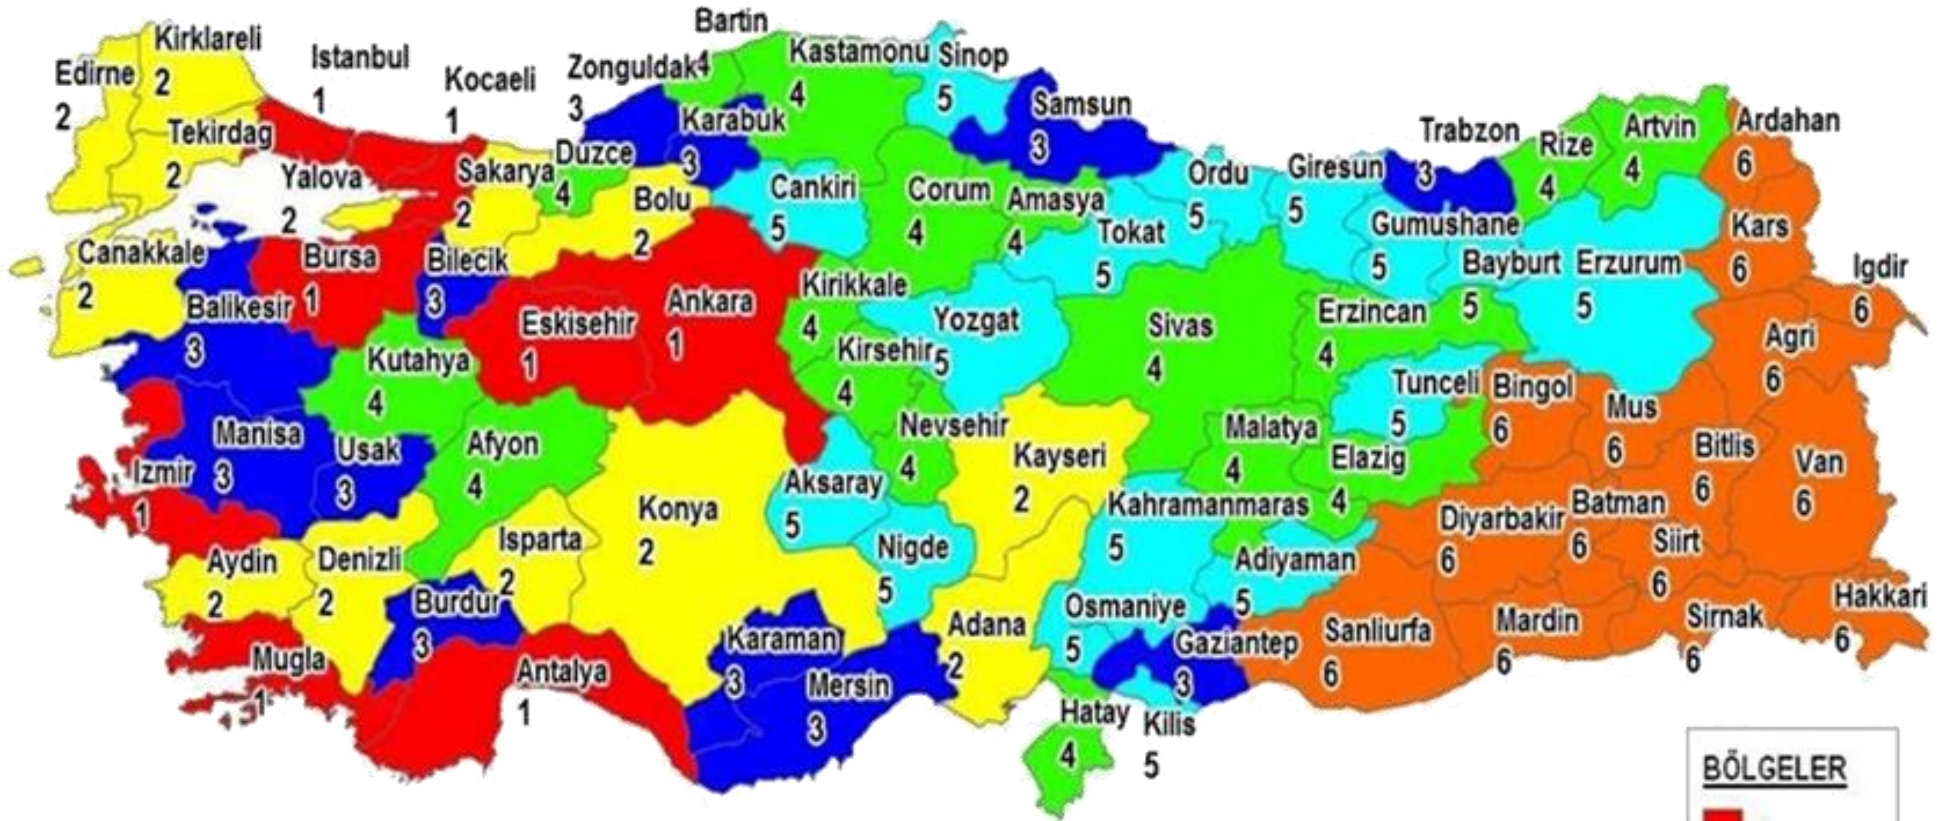 Bartin
Kirklareli
2
Istanbul
1
Kocaeli
1
Zonguldak
3
4
Kastamonu
4
Sinop
5
Edirne
2
Samsun
3
Karabuk
3
Tekirdag
2
Yalova
2
Sakarya
2
Duzce
4
Bolu
2
Cankiri
5
Corum
4
Amasya
4
Tokat
5
Ordu
5
Giresun
5
Trabzon
3
Rize
4
Artvin
4
Ardahan
6
Kars
6
Igdir
6
Gumushane
5
Bayburt
5
Erzurum
5
Canakkale
2
Balikesir
3
Bursa
1
Bilecik
3
Eskisehir
1
Ankara
1
Kirikkale
4
Kirsehir
4
Yozgat
5
Sivas
4
Erzincan
4
Agri
6
Kutahya
4
Tunceli
5
Bingol
6
Mus
6
Bitlis
6
Van
6
Manisa
3
Usak
3
Afyon
4
Izmir
1
Nevsehir
4
Kayseri
2
Malatya
4
Elazig
4
Konya
2
Aksaray
5
Nigde
5
Kahramanmaras
5
Adiyaman
5
Diyarbakir
6
Batman
6
Siirt
6
Aydin
2
Denizli
2
Isparta
2
Burdur
3
Mugla
1
Antalya
1
Karaman
3
Mersin
3
Adana
2
Osmaniye
5
Gaziantep
3
Sanliurfa
6
Mardin
6
Sirnak
6
Hakkari
6
Hatay
4
Kilis
5
BÖLGELER